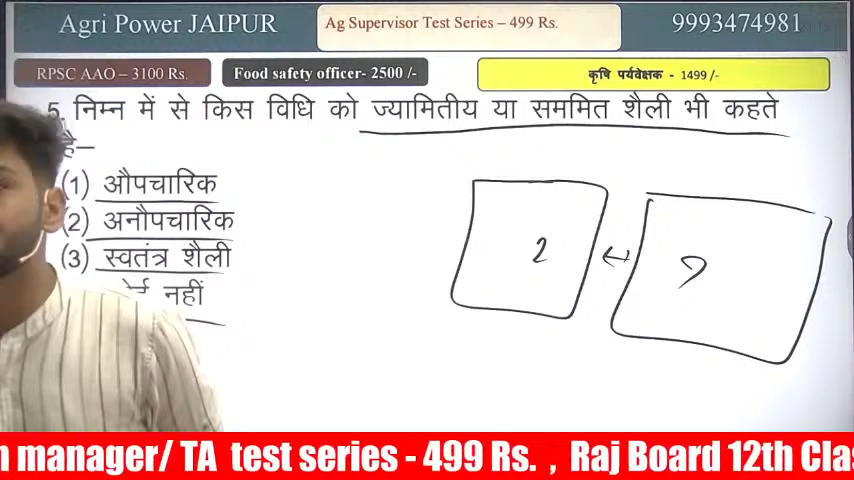 Agri Power JAIPUR
Ag Supervisor Test Series – 499 Rs.
9993474981
RPSC AAO – 3100 Rs.
Food safety officer- 2500 /-
कृषि पर्यवेक्षक - 1499 /-
5. निम्न में से किस विधि को ज्यामितीय या सममित शैली भी कहते
है–
(1) औपचारिक
(2) अनौपचारिक
(3) स्वतंत्र शैली
नहीं
2
manager/ TA test series - 499 Rs. , Raj Board 12th